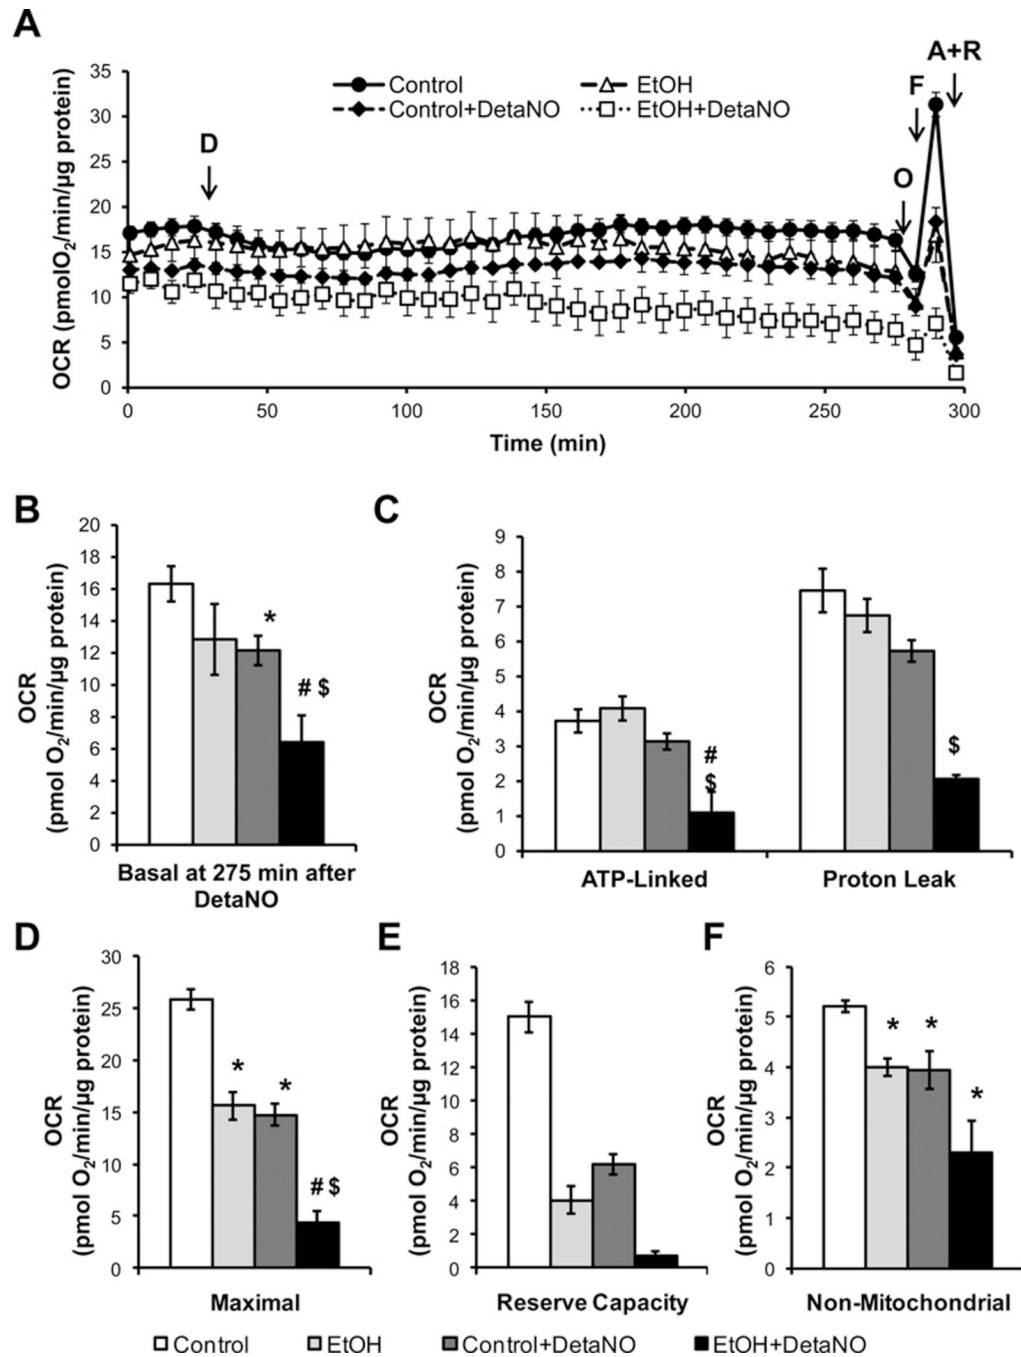 A
A+R
35
Control
EtOH
F
Control+DetaNO
EtOH+DetaNO
30
25
D
O
20
15
10
5
0
OCR (pmolO₂/min/µg protein)
0 50 100 150 200 250 300
Time (min)
B
20
18
16
14
12
10
8
6
4
2
0
OCR
(pmol O₂/min/µg protein)
*
# $
Basal at 275 min after
DetaNO
C
9
8
7
6
5
4
3
2
1
0
OCR
(pmol O₂/min/µg protein)
#
$
$
ATP-Linked Proton Leak
D
30
25
20
15
10
5
0
OCR
(pmol O₂/min/µg protein)
* *
# $
Maximal
E
18
16
14
12
10
8
6
4
2
0
OCR
(pmol O₂/min/µg protein)
Reserve Capacity
F
6
5
4
3
2
1
0
OCR
(pmol O₂/min/µg protein)
* *
*
Non-Mitochondrial
Control EtOH Control+DetaNO EtOH+DetaNO